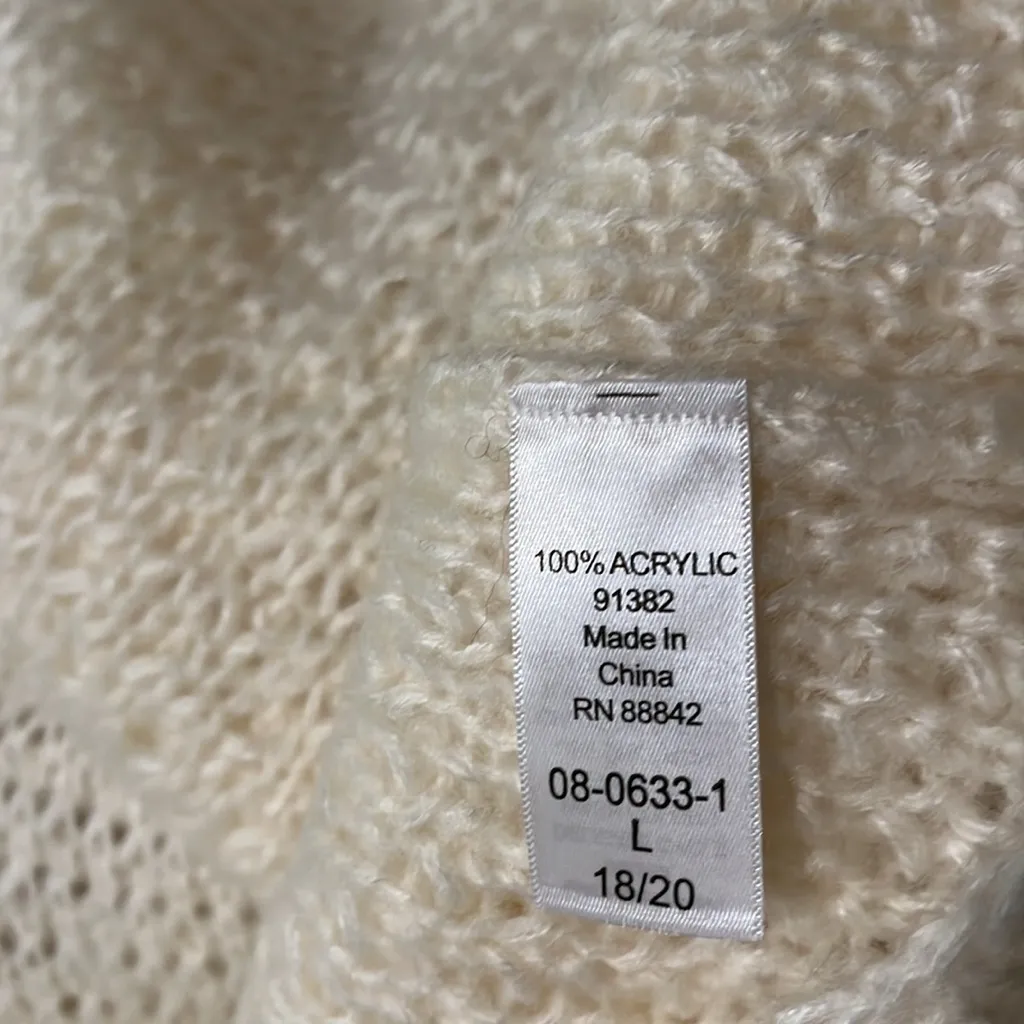 100% ACRYLIC
91382
Made In
China
RN 88842
08-0633-1
L
18/20